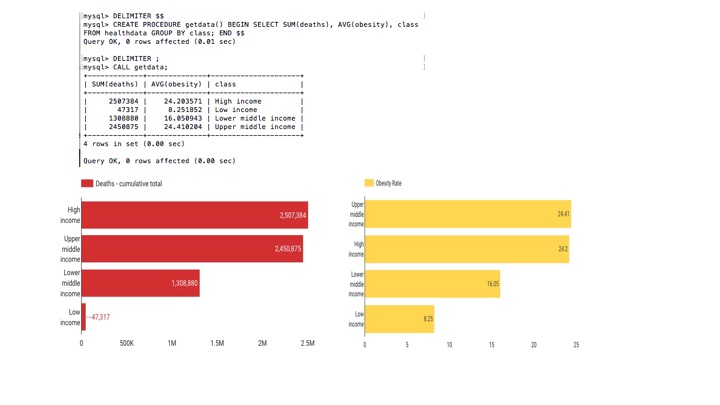 mysql> DELIMITER $$
mysql> CREATE PROCEDURE getdata() BEGIN SELECT SUM(deaths), AVG(obesity), class
FROM healthdata GROUP BY class; END $$
Query OK, 0 rows affected (0.01 sec)
mysql> DELIMITER ;
mysql> CALL getdata;
+-------------+--------------+---------------------+
| SUM(deaths) | AVG(obesity) | class               |
+-------------+--------------+---------------------+
|     2507384 |    24.203571 | High income         |
|       47317 |     8.251852 | Low income          |
|     1308880 |    16.050943 | Lower middle income |
|     2450875 |    24.410204 | Upper middle income |
+-------------+--------------+---------------------+
4 rows in set (0.00 sec)
Query OK, 0 rows affected (0.00 sec)
Deaths - cumulative total
High
income
2,507,384
Upper
middle
income
2,450,875
Lower
middle
income
1,308,880
Low
income
47,317
0 500K 1M 1.5M 2M 2.5M
Obesity Rate
Upper
middle
income
24.41
High
income
24.2
Lower
middle
income
16.05
Low
income
8.25
0 5 10 15 20 25